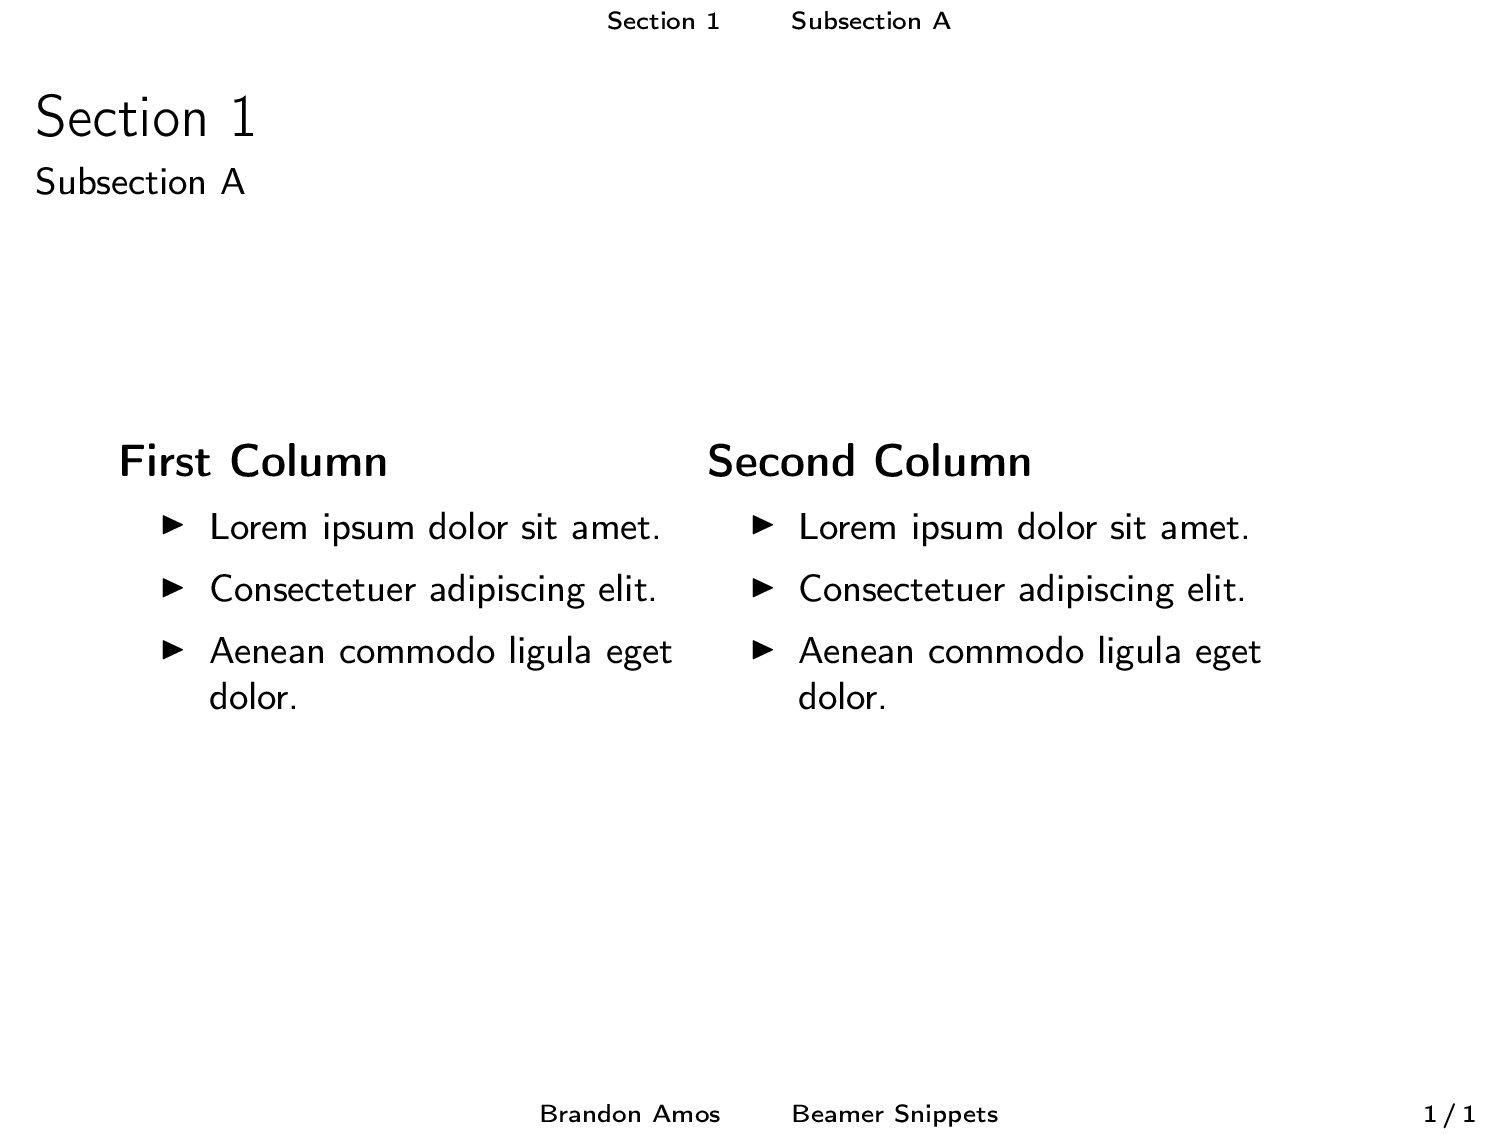 Section 1 Subsection A
Section 1
Subsection A
First Column
▶ Lorem ipsum dolor sit amet.
▶ Consectetuer adipiscing elit.
▶ Aenean commodo ligula eget
dolor.
Second Column
▶ Lorem ipsum dolor sit amet.
▶ Consectetuer adipiscing elit.
▶ Aenean commodo ligula eget
dolor.
Brandon Amos Beamer Snippets 1 / 1